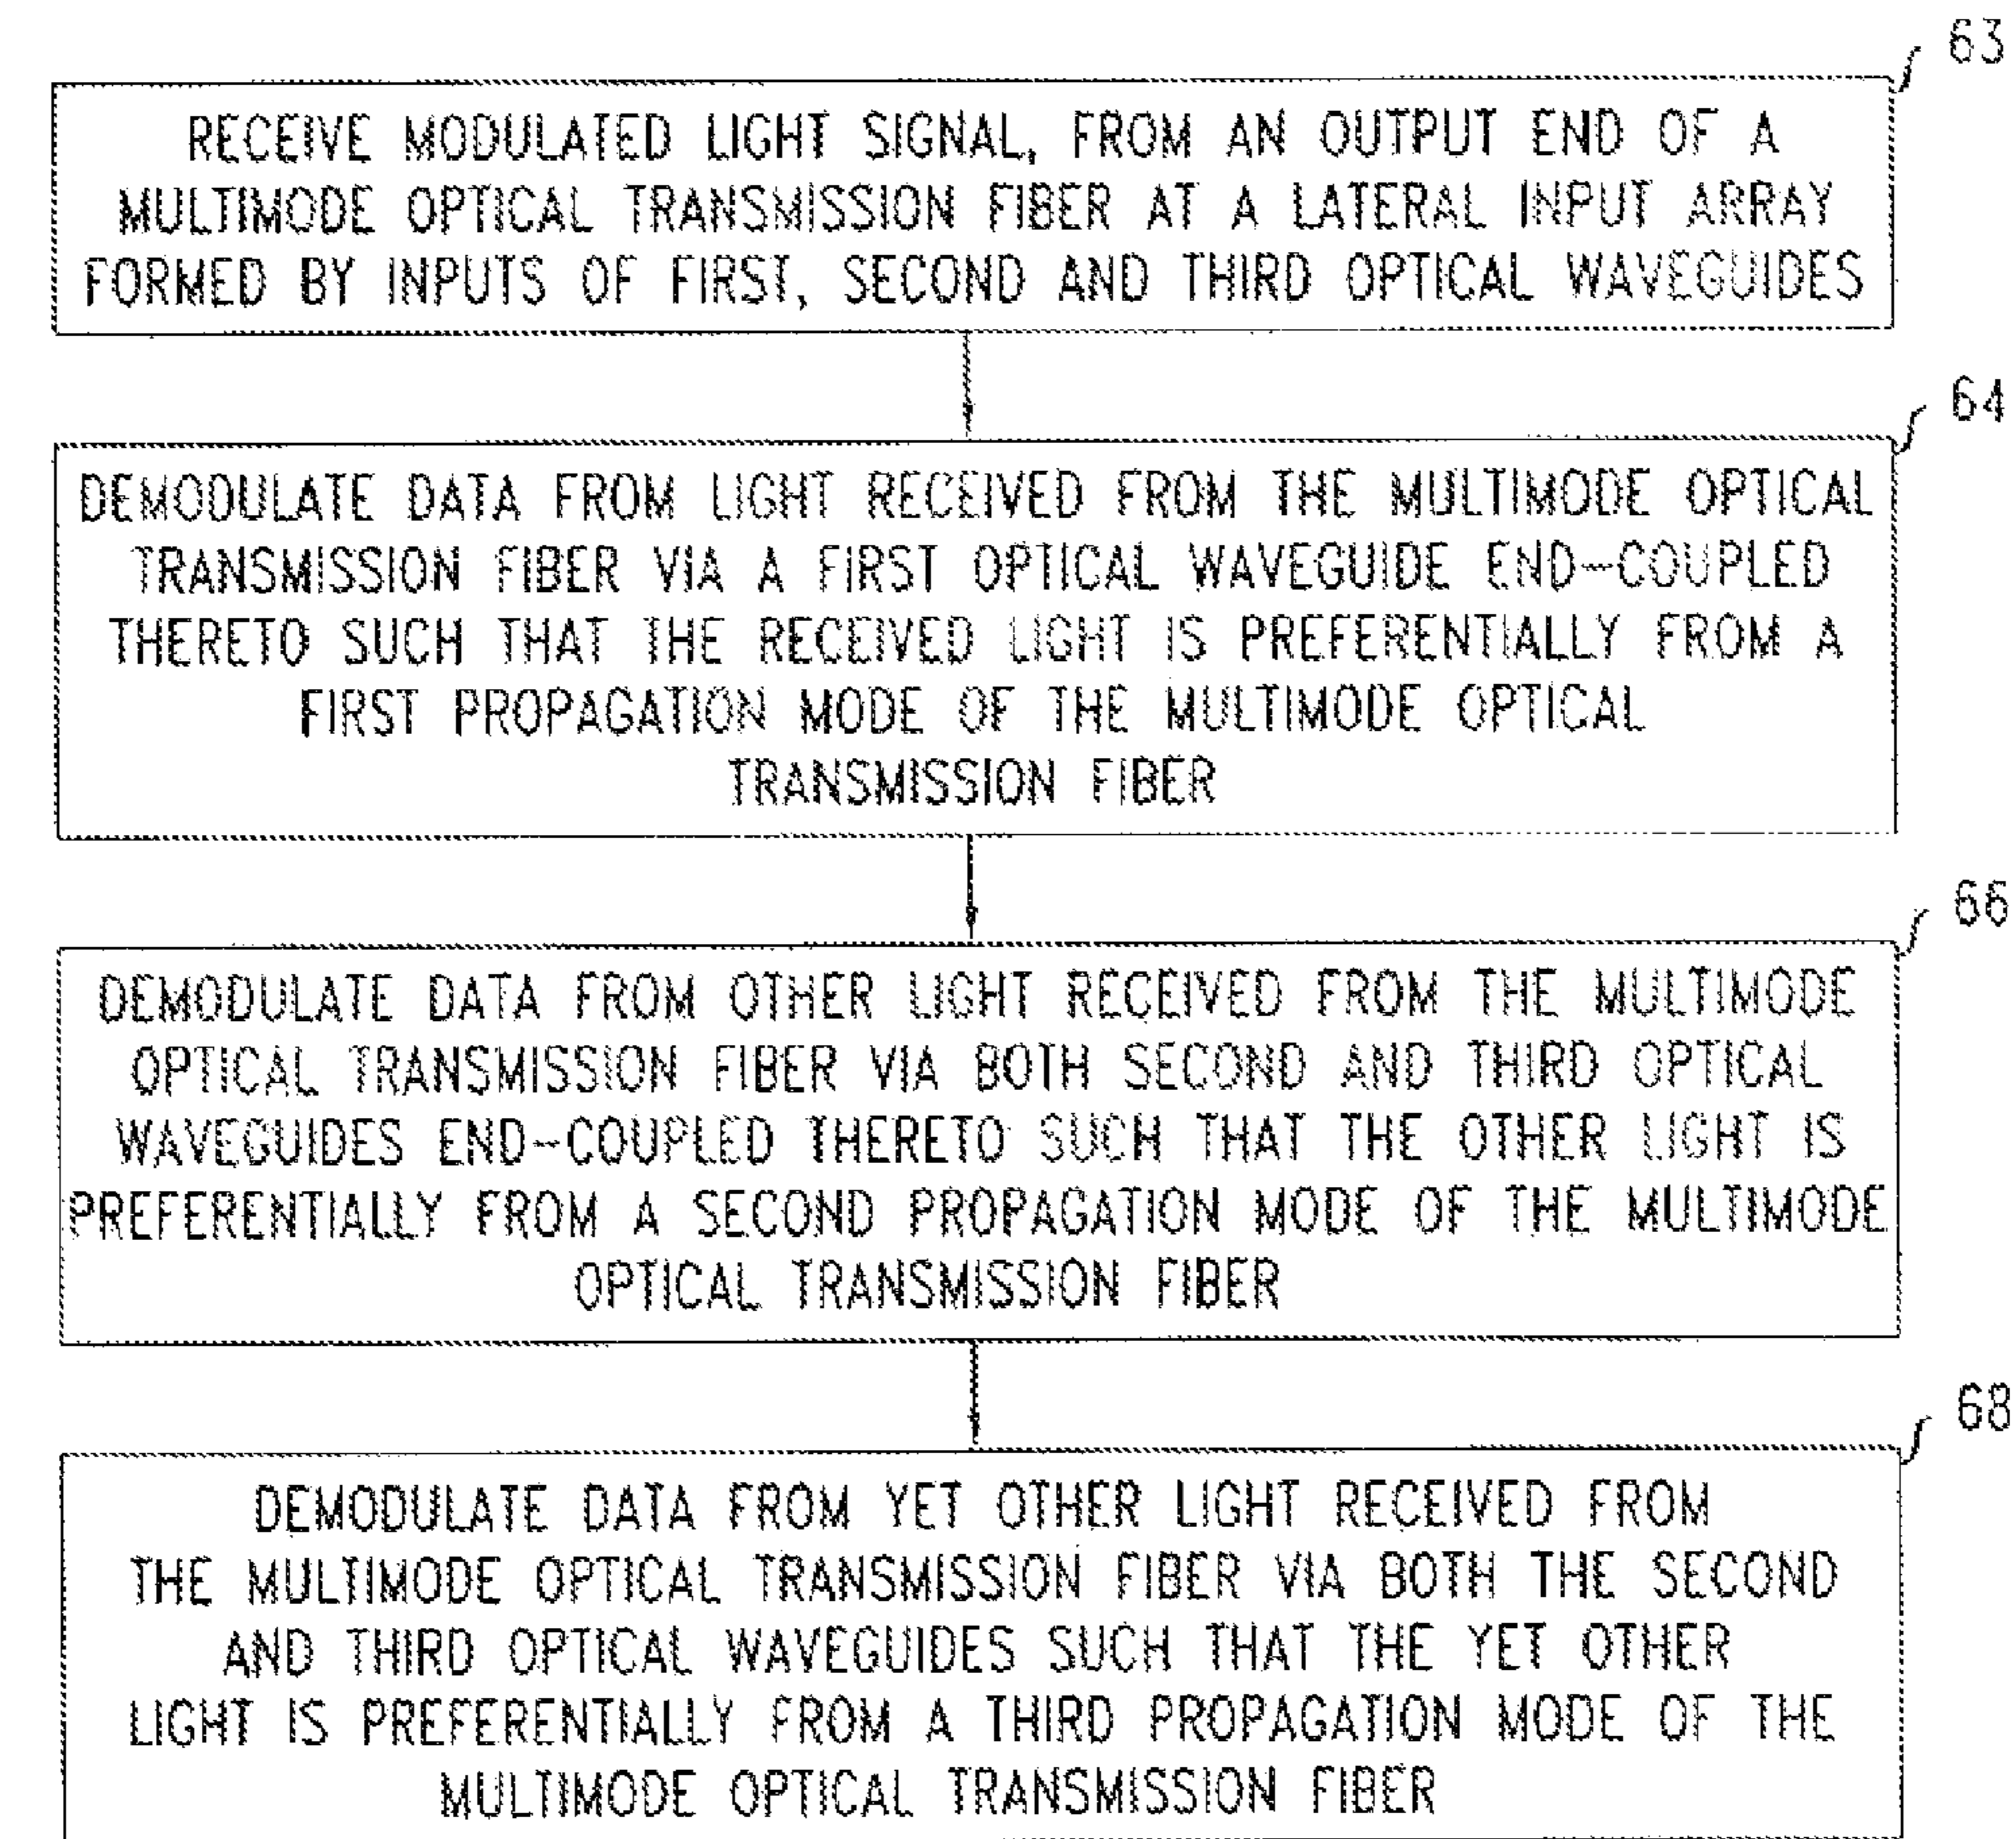 63
RECEIVE MODULATED LIGHT SIGNAL, FROM AN OUTPUT END OF A
MULTIMODE OPTICAL TRANSMISSION FIBER AT A LATERAL INPUT ARRAY
FORMED BY INPUTS OF FIRST, SECOND AND THIRD OPTICAL WAVEGUIDES
64
DEMODULATE DATA FROM LIGHT RECEIVED FROM THE MULTIMODE OPTICAL
TRANSMISSION FIBER VIA A FIRST OPTICAL WAVEGUIDE END-COUPLED
THERETO SUCH THAT THE RECEIVED LIGHT IS PREFERENTIALLY FROM A
FIRST PROPAGATION MODE OF THE MULTIMODE OPTICAL
TRANSMISSION FIBER
66
DEMODULATE DATA FROM OTHER LIGHT RECEIVED FROM THE MULTIMODE
OPTICAL TRANSMISSION FIBER VIA BOTH SECOND AND THIRD OPTICAL
WAVEGUIDES END-COUPLED THERETO SUCH THAT THE OTHER LIGHT IS
PREFERENTIALLY FROM A SECOND PROPAGATION MODE OF THE MULTIMODE
OPTICAL TRANSMISSION FIBER
68
DEMODULATE DATA FROM YET OTHER LIGHT RECEIVED FROM
THE MULTIMODE OPTICAL TRANSMISSION FIBER VIA BOTH THE SECOND
AND THIRD OPTICAL WAVEGUIDES SUCH THAT THE YET OTHER
LIGHT IS PREFERENTIALLY FROM A THIRD PROPAGATION MODE OF THE
MULTIMODE OPTICAL TRANSMISSION FIBER